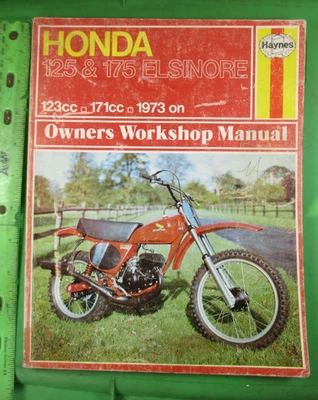 HONDA
Haynes
125 & 175 ELSINORE
123cc □ 171cc □ 1973 on
Owners Workshop Manual